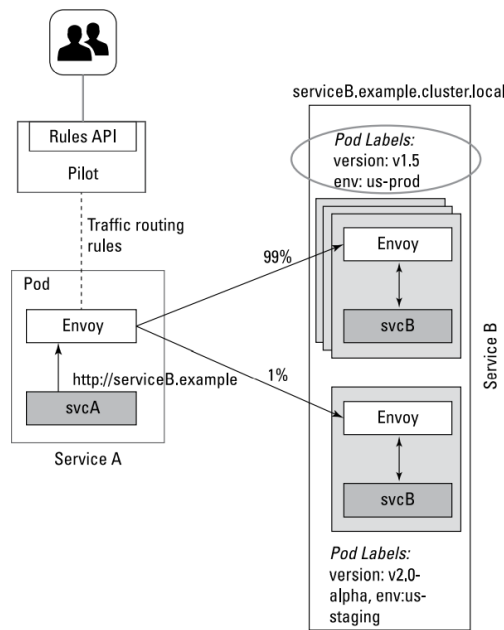 serviceB.example.cluster.local
Rules API
Pilot
Pod Labels:
version: v1.5
env: us-prod
Traffic routing
rules
99%
Envoy
svcB
Pod
Envoy
http://serviceB.example
svcA
Service A
1%
Envoy
svcB
Service B
Pod Labels:
version: v2.0-
alpha, env:us-
staging